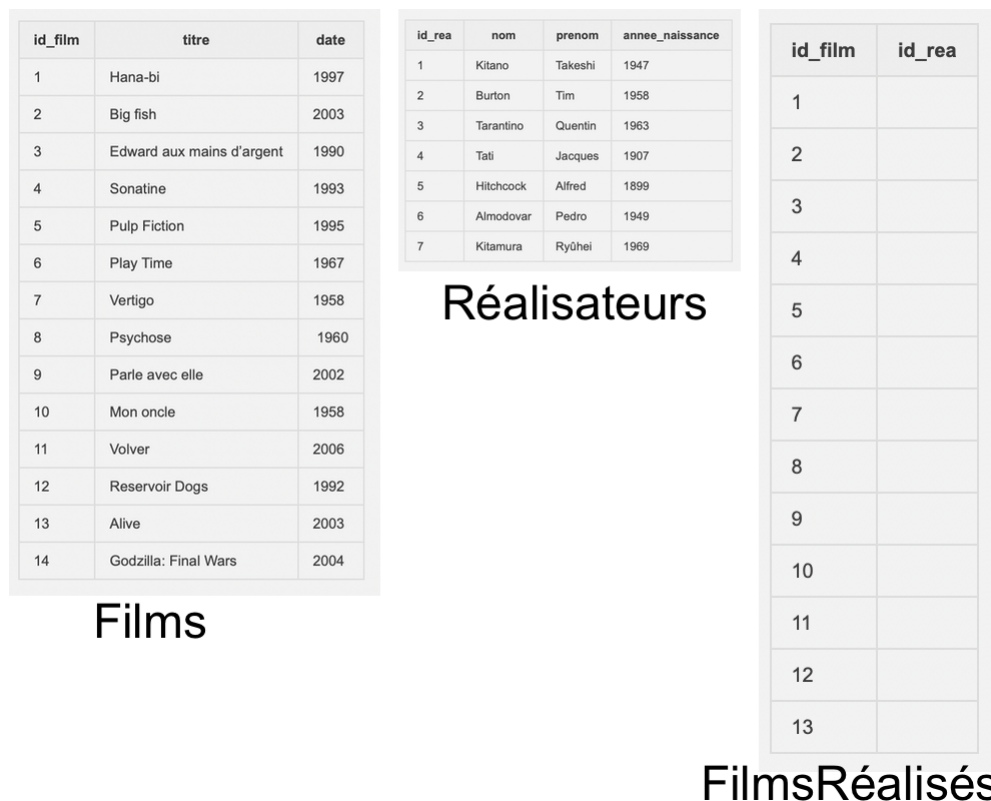 id_film titre date
1 Hana-bi 1997
2 Big fish 2003
3 Edward aux mains d’argent 1990
4 Sonatine 1993
5 Pulp Fiction 1995
6 Play Time 1967
7 Vertigo 1958
8 Psychose 1960
9 Parle avec elle 2002
10 Mon oncle 1958
11 Volver 2006
12 Reservoir Dogs 1992
13 Alive 2003
14 Godzilla: Final Wars 2004
Films
id_rea nom prenom annee_naissance
1 Kitano Takeshi 1947
2 Burton Tim 1958
3 Tarantino Quentin 1963
4 Tati Jacques 1907
5 Hitchcock Alfred 1899
6 Almodovar Pedro 1949
7 Kitamura Ryûhei 1969
Réalisateurs
id_film id_rea
1
2
3
4
5
6
7
8
9
10
11
12
13
FilmsRéalisés